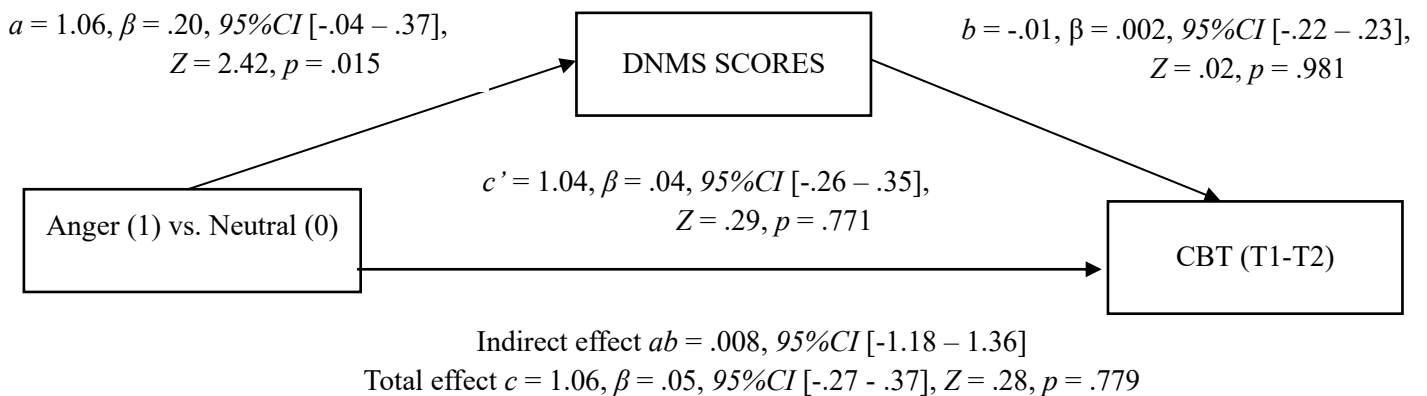 a = 1.06, β = .20, 95%CI [-.04 – .37],
Z = 2.42, p = .015
DNMS SCORES
b = -.01, β = .002, 95%CI [-.22 – .23],
Z = .02, p = .981
c’ = 1.04, β = .04, 95%CI [-.26 – .35],
Z = .29, p = .771
Anger (1) vs. Neutral (0)
CBT (T1-T2)
Indirect effect ab = .008, 95%CI [-1.18 – 1.36]
Total effect c = 1.06, β = .05, 95%CI [-.27 - .37], Z = .28, p = .779